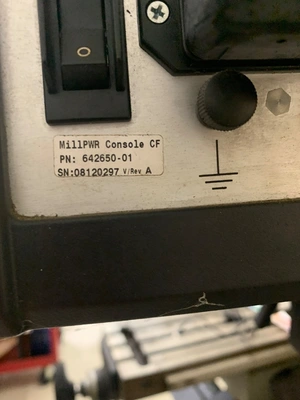 O
MillPWR Console CF
PN: 642650-01
SN:08120297 V/Rev A